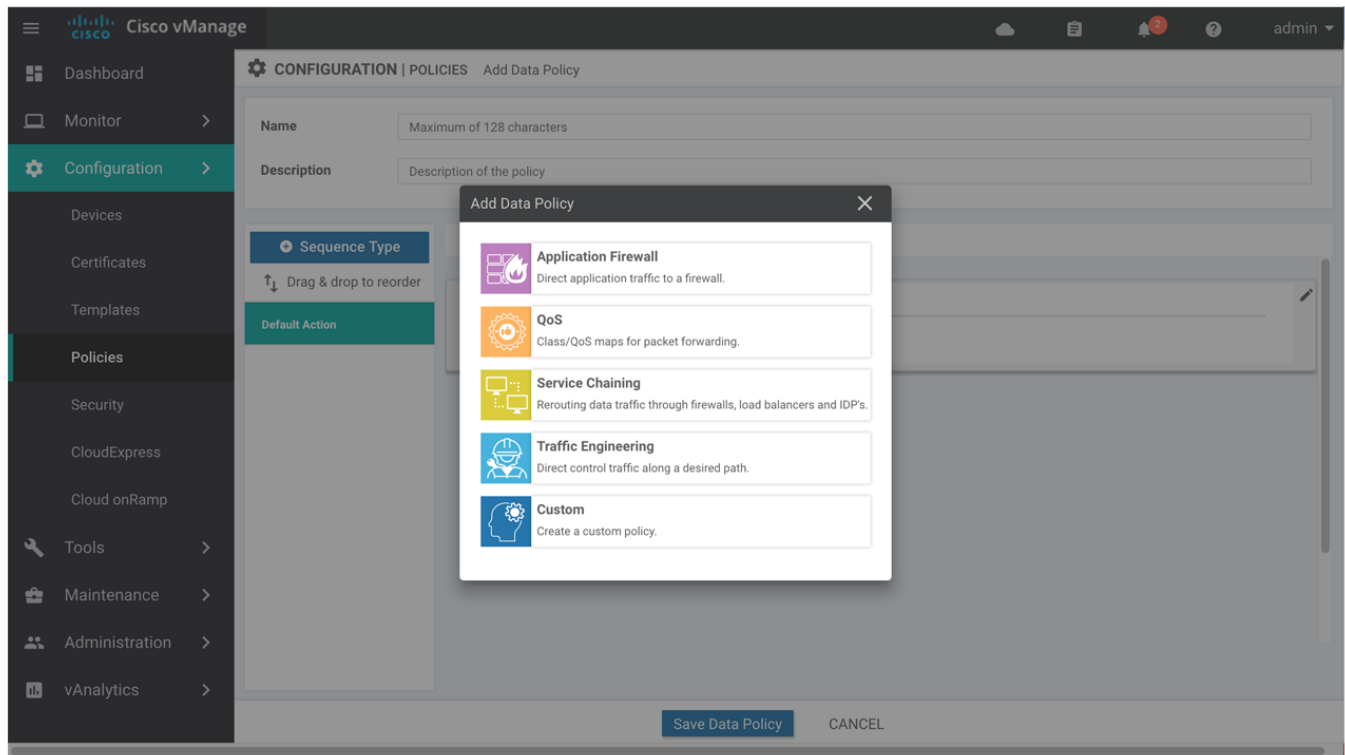 cisco Cisco vManage
2
admin
Dashboard
Monitor
Configuration
Devices
Certificates
Templates
Policies
Security
CloudExpress
Cloud onRamp
Tools
Maintenance
Administration
vAnalytics
CONFIGURATION | POLICIES Add Data Policy
Name Maximum of 128 characters
Description Description of the policy
Sequence Type
Drag & drop to reorder
Default Action
Add Data Policy
Application Firewall
Direct application traffic to a firewall.
QoS
Class/QoS maps for packet forwarding.
Service Chaining
Rerouting data traffic through firewalls, load balancers and IDP's.
Traffic Engineering
Direct control traffic along a desired path.
Custom
Create a custom policy.
Save Data Policy CANCEL